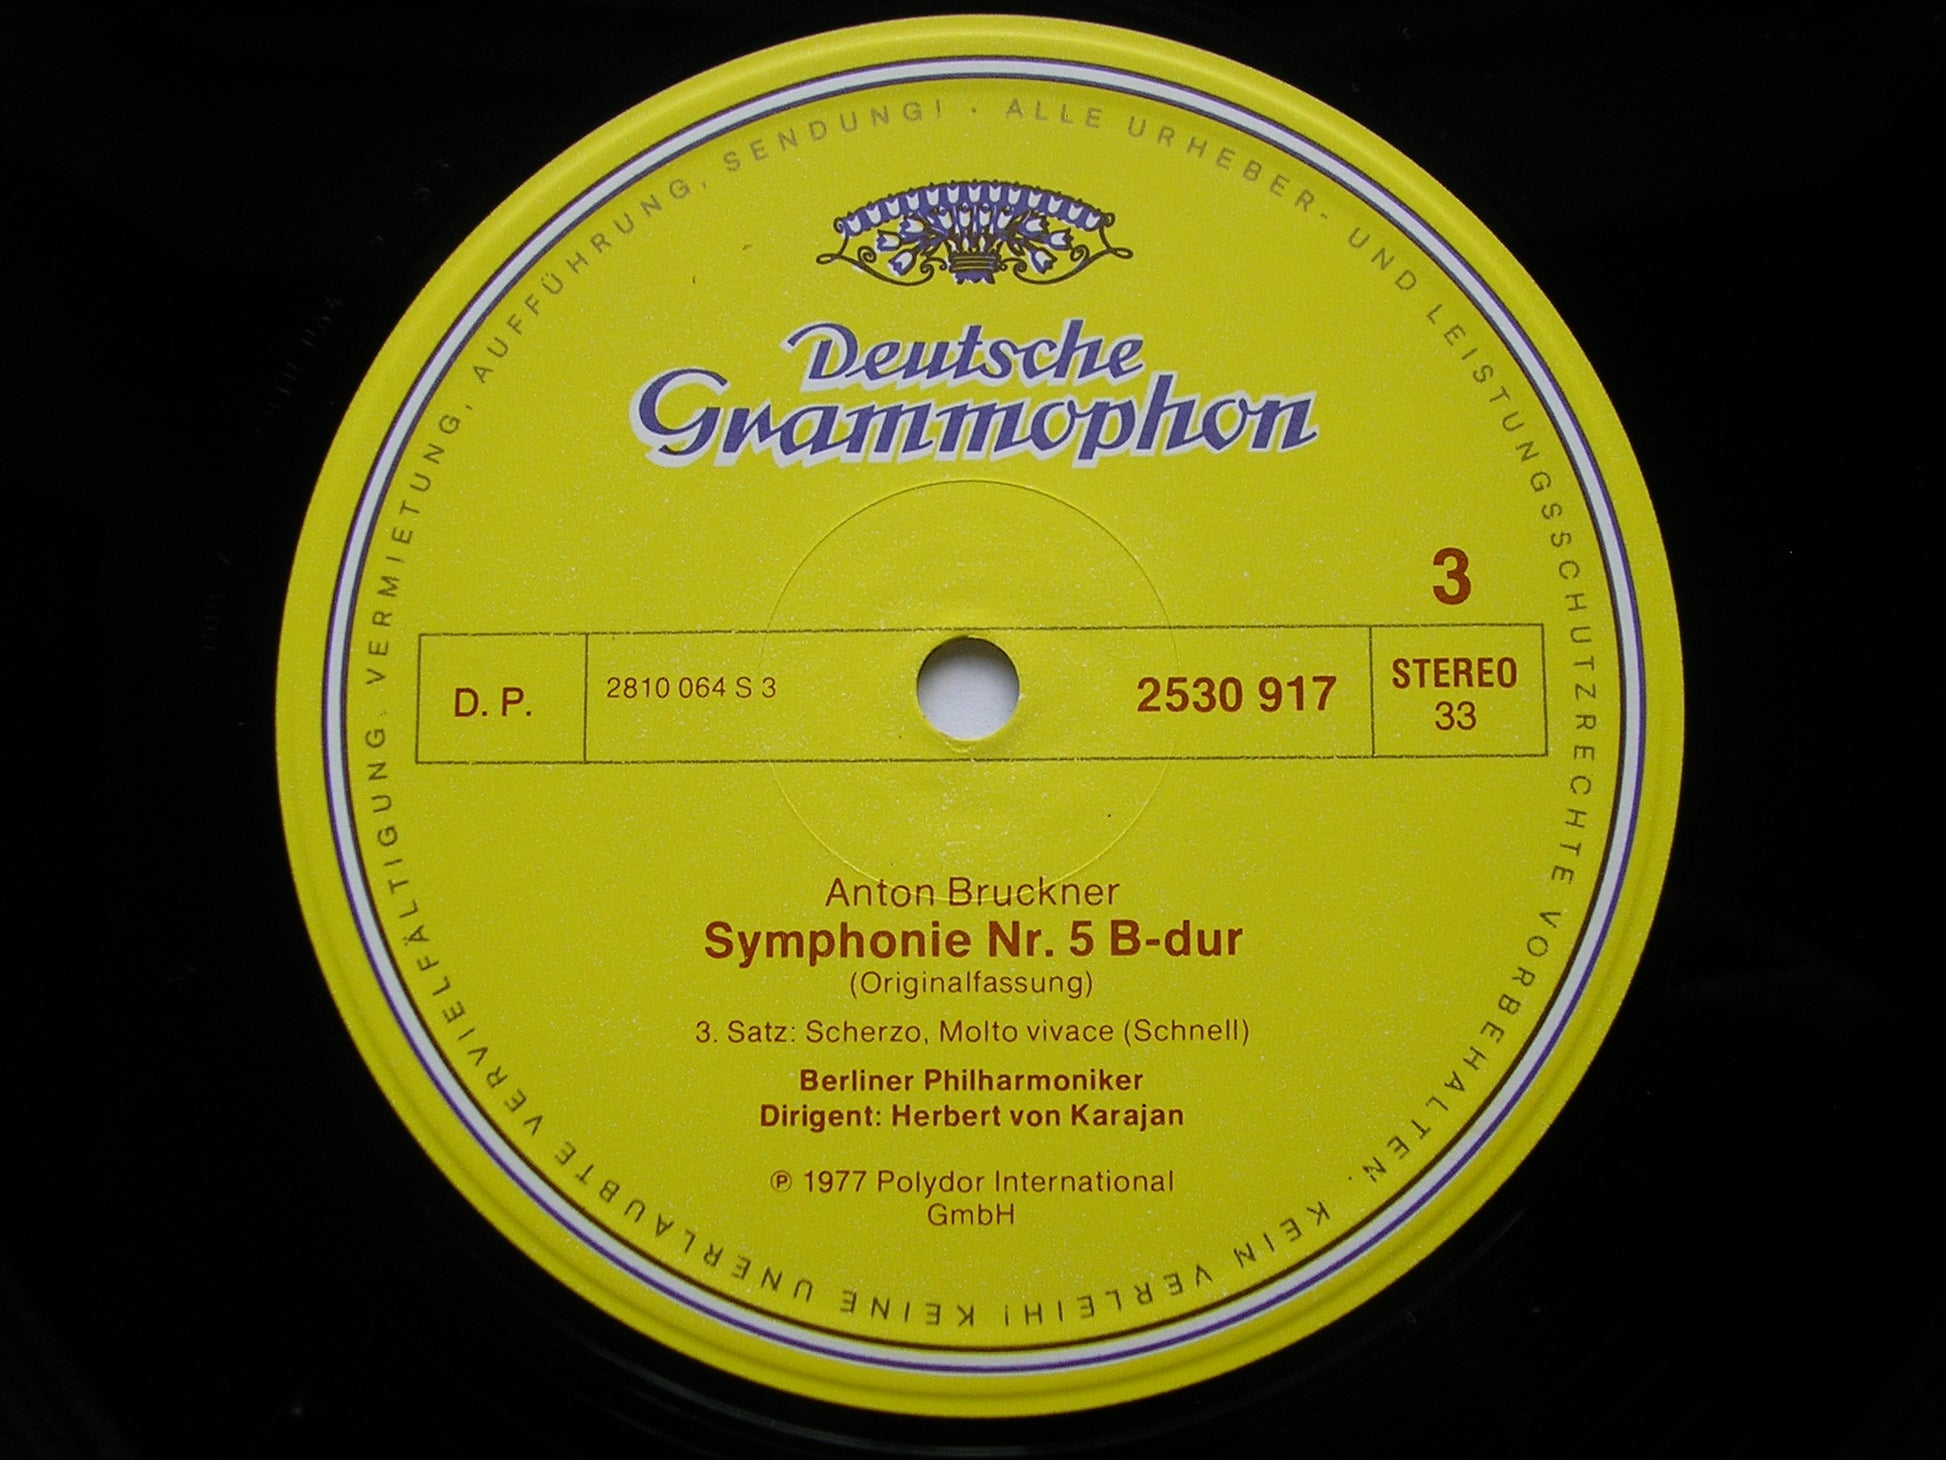 ALLE URHEBER- UND LEISTUNGSSCHUTZRECHTE VORBEHALTEN. KEIN VERLEIH! KEINE UNERLAUBTE VERVIELFÄLTIGUNG, VERMIETUNG, AUFFÜHRUNG, SENDUNG! ·
Deutsche
Grammophon
3
D. P.
2810 064 S 3
2530 917
STEREO
33
Anton Bruckner
Symphonie Nr. 5 B-dur
(Originalfassung)
3. Satz: Scherzo, Molto vivace (Schnell)
Berliner Philharmoniker
Dirigent: Herbert von Karajan
℗ 1977 Polydor International
GmbH